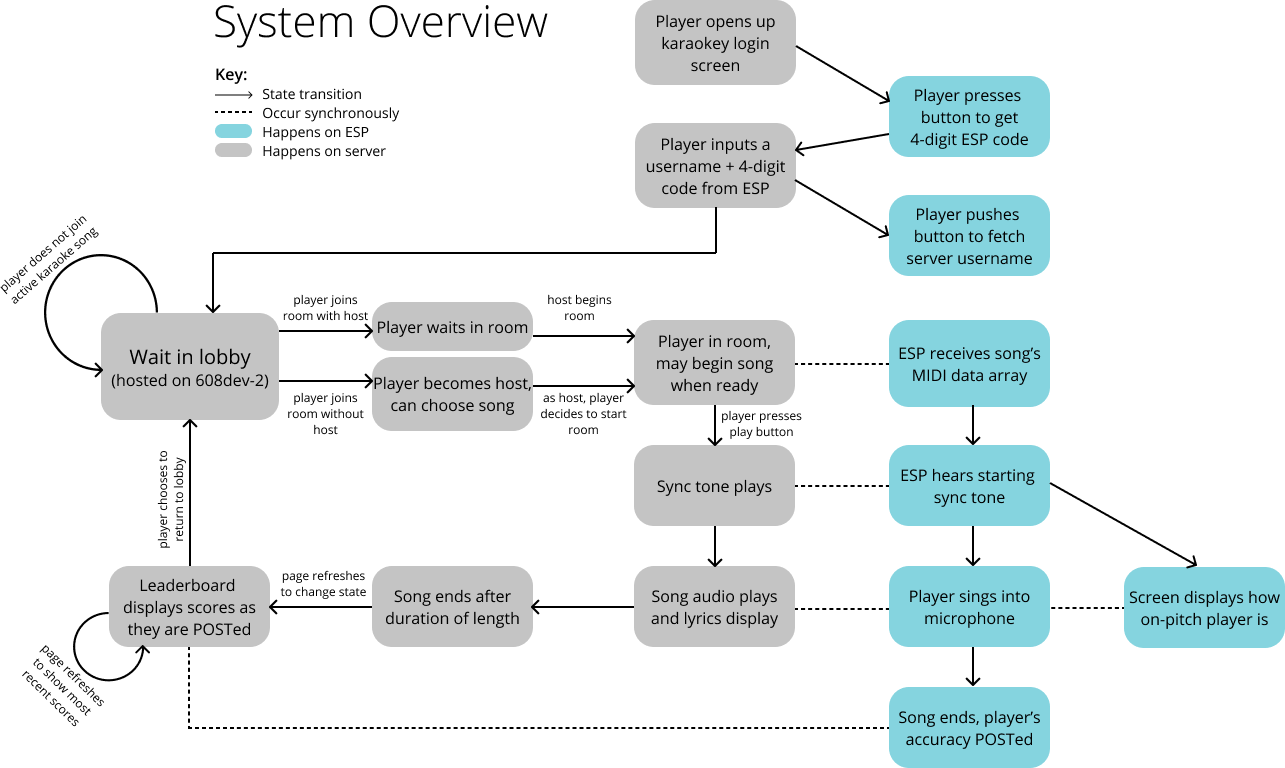 System Overview
Key:
State transition
Occur synchronously
Happens on ESP
Happens on server
Player opens up
karaokey login
screen
Player presses
button to get
4-digit ESP code
Player inputs a
username + 4-digit
code from ESP
Player pushes
button to fetch
server username
player does not join
active karaoke song
Wait in lobby
(hosted on 608dev-2)
player joins
room with host
player joins
room without
host
Player waits in room
Player becomes host,
can choose song
host begins
room
as host, player
decides to start
room
Player in room,
may begin song
when ready
ESP receives song’s
MIDI data array
player presses
play button
Sync tone plays
ESP hears starting
sync tone
player chooses to
return to lobby
Leaderboard
displays scores as
they are POSTed
page refreshes
to change state
Song ends after
duration of length
Song audio plays
and lyrics display
Player sings into
microphone
Screen displays how
on-pitch player is
page refreshes
to show most
recent scores
Song ends, player’s
accuracy POSTed